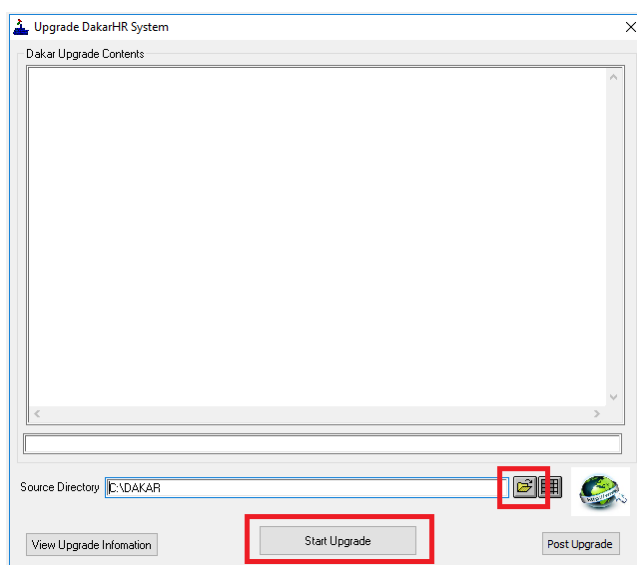 Upgrade DakarHR System
Dakar Upgrade Contents
Source Directory C:\DAKAR
View Upgrade Infomation
Start Upgrade
Post Upgrade